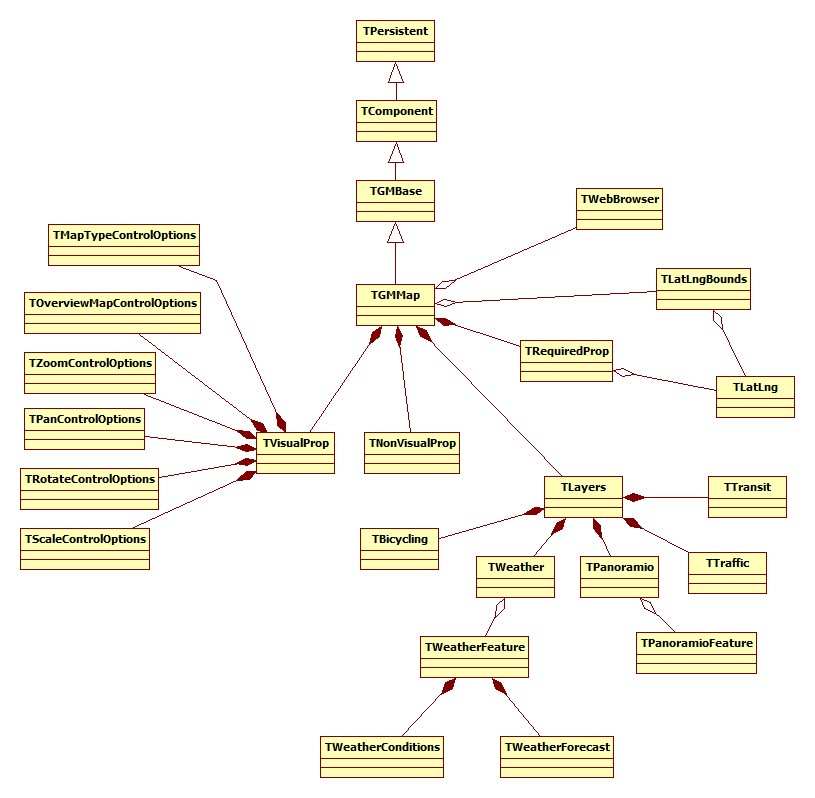 TPersistent
TComponent
TGMBase
TWebBrowser
TMapTypeControlOptions
TLatLngBounds
TGMMap
TOverviewMapControlOptions
TRequiredProp
TZoomControlOptions
TLatLng
TPanControlOptions
TVisualProp
TNonVisualProp
TRotateControlOptions
TLayers
TTransit
TScaleControlOptions
TBicycling
TWeather
TPanoramio
TTraffic
TWeatherFeature
TPanoramioFeature
TWeatherConditions
TWeatherForecast